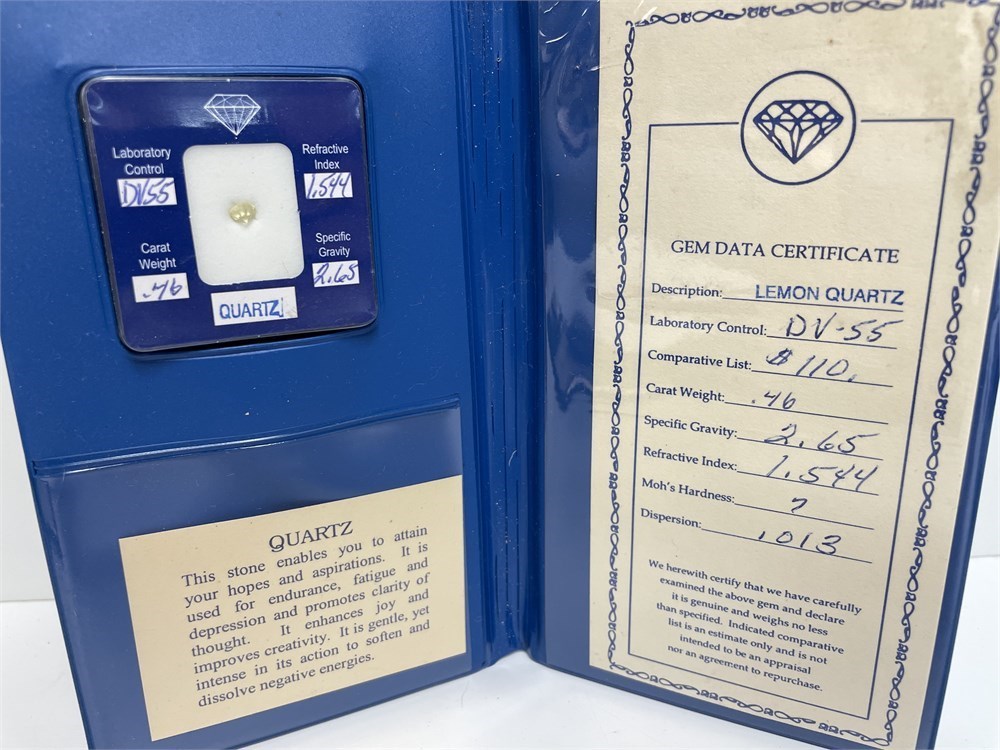 Laboratory
Control
DV55
Refractive
Index
1.544
Carat
Weight
.46
Specific
Gravity
2.65
QUARTZ
QUARTZ
This stone enables you to attain
your hopes and aspirations. It is
used for endurance, fatigue and
depression and promotes clarity of
thought. It enhances joy and
improves creativity. It is gentle, yet
intense in its action to soften and
dissolve negative energies.
GEM DATA CERTIFICATE
Description: LEMON QUARTZ
Laboratory Control: DV-55
Comparative List: $110.
Carat Weight: .46
Specific Gravity: 2.65
Refractive Index: 1.544
Moh's Hardness: 7
Dispersion: .013
We herewith certify that we have carefully
examined the above gem and declare
it is genuine and weighs no less
than specified. Indicated comparative
list is an estimate only and is not
intended to be an appraisal
nor an agreement to repurchase.